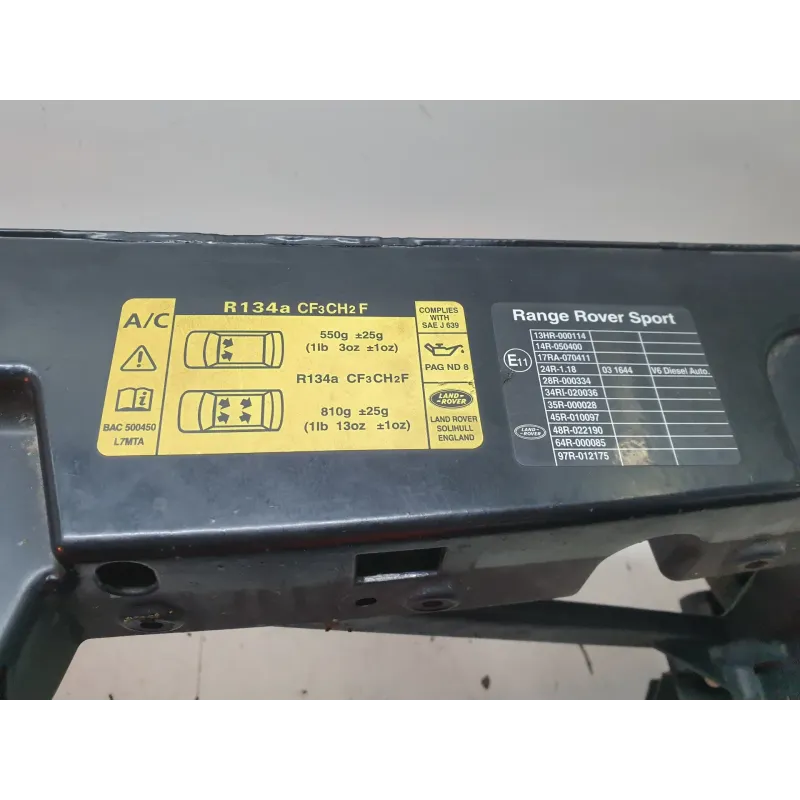 A/C
BAC 500450
L7MTA
R134a CF3CH2F
550g ±25g
(1lb 3oz ±1oz)
R134a CF3CH2F
810g ±25g
(1lb 13oz ±1oz)
COMPLIES
WITH
SAE J 639
PAG ND 8
LAND-
-ROVER
LAND ROVER
SOLIHULL
ENGLAND
Range Rover Sport
E11
LAND-
-ROVER
13HR-000114
14R-050400
17RA-070411
24R-1.18 03 1644 V6 Diesel Auto.
28R-000334
34RI-020036
35R-000028
45R-010097
48R-022190
64R-000085
97R-012175